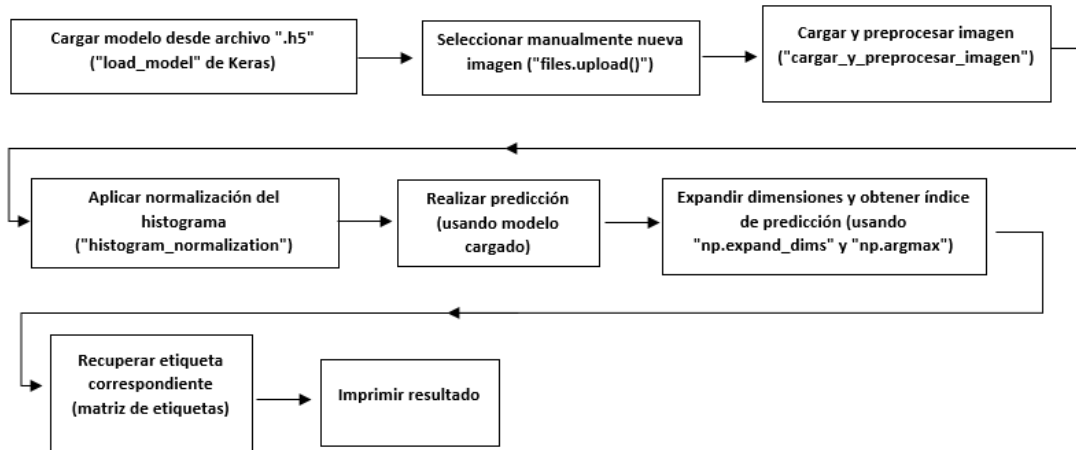 Cargar modelo desde archivo ".h5"
("load_model" de Keras)
Seleccionar manualmente nueva
imagen ("files.upload()")
Cargar y preprocesar imagen
("cargar_y_preprocesar_imagen")
Aplicar normalización del
histograma
("histogram_normalization")
Realizar predicción
(usando modelo
cargado)
Expandir dimensiones y obtener índice
de predicción (usando
"np.expand_dims" y "np.argmax")
Recuperar etiqueta
correspondiente
(matriz de etiquetas)
Imprimir resultado